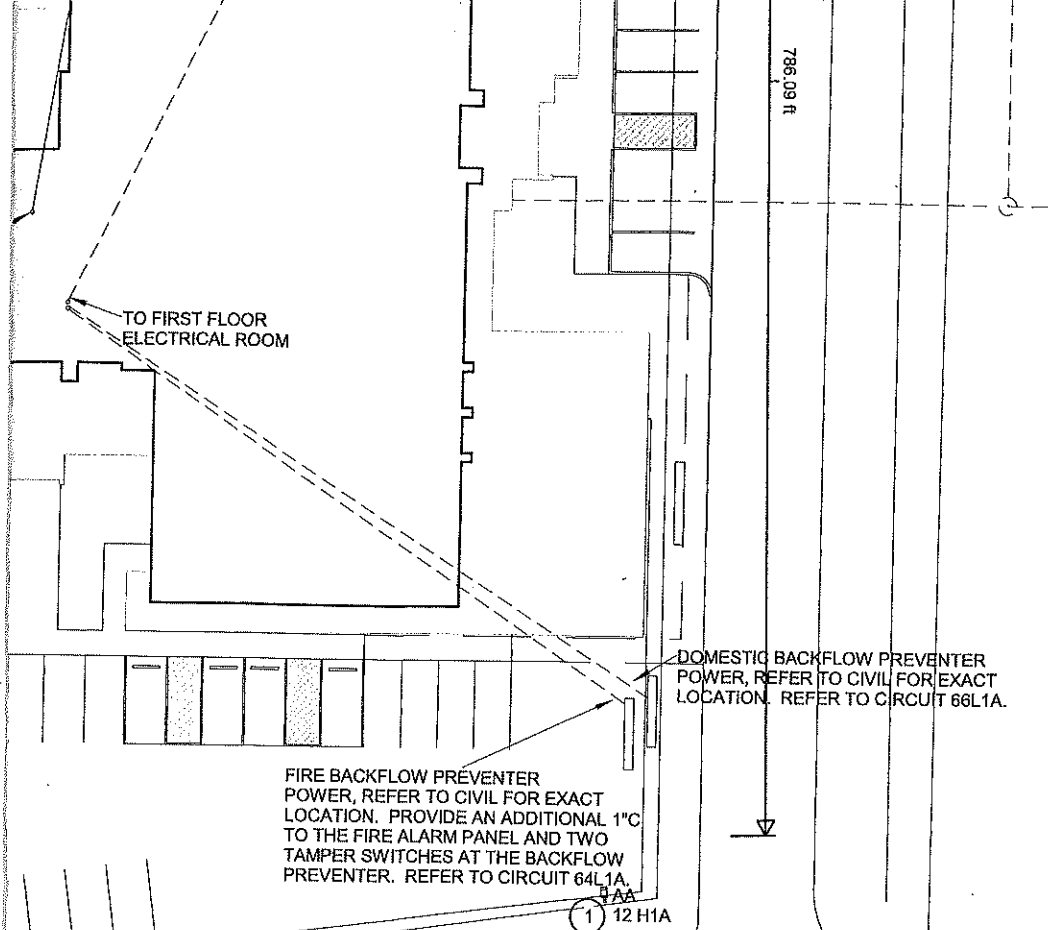 786.09 ft
TO FIRST FLOOR
ELECTRICAL ROOM
DOMESTIC BACKFLOW PREVENTER
POWER, REFER TO CIVIL FOR EXACT
LOCATION. REFER TO CIRCUIT 66L1A.
FIRE BACKFLOW PREVENTER
POWER, REFER TO CIVIL FOR EXACT
LOCATION. PROVIDE AN ADDITIONAL 1"C
TO THE FIRE ALARM PANEL AND TWO
TAMPER SWITCHES AT THE BACKFLOW
PREVENTER. REFER TO CIRCUIT 64L1A.
AA
1 12 H1A